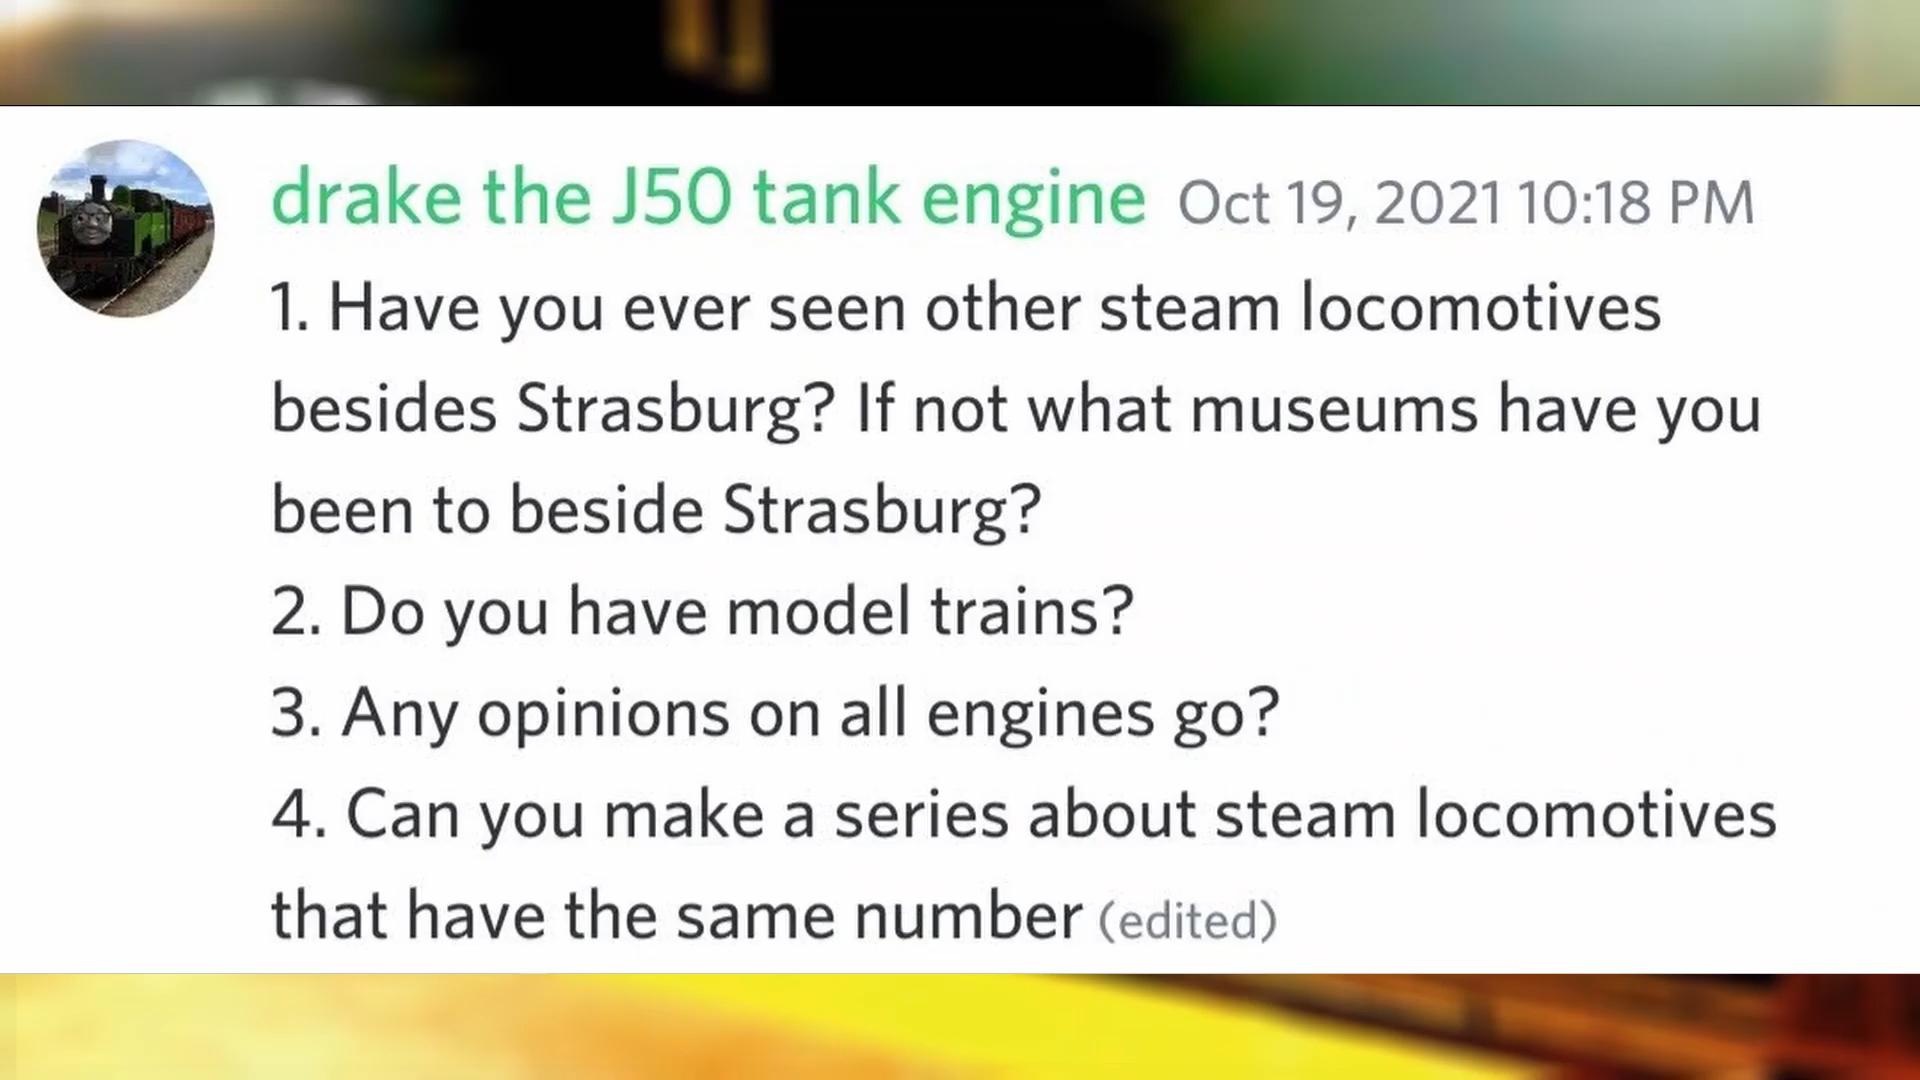 drake the J50 tank engine Oct 19, 2021 10:18 PM
1. Have you ever seen other steam locomotives
besides Strasburg? If not what museums have you
been to beside Strasburg?
2. Do you have model trains?
3. Any opinions on all engines go?
4. Can you make a series about steam locomotives
that have the same number (edited)